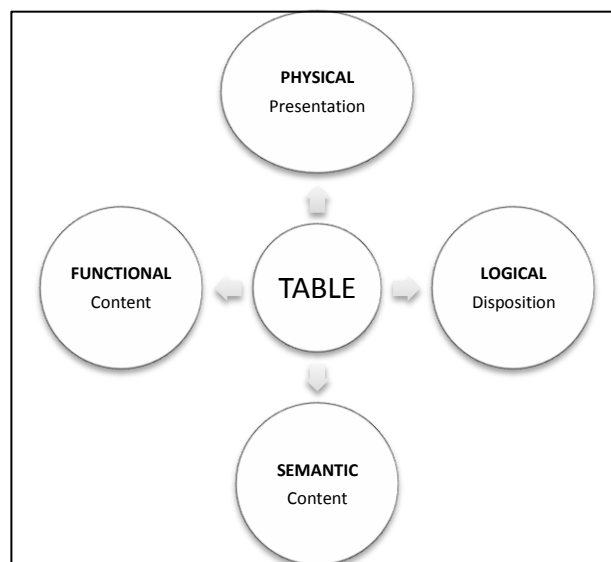 PHYSICAL
Presentation
FUNCTIONAL
Content
TABLE
LOGICAL
Disposition
SEMANTIC
Content